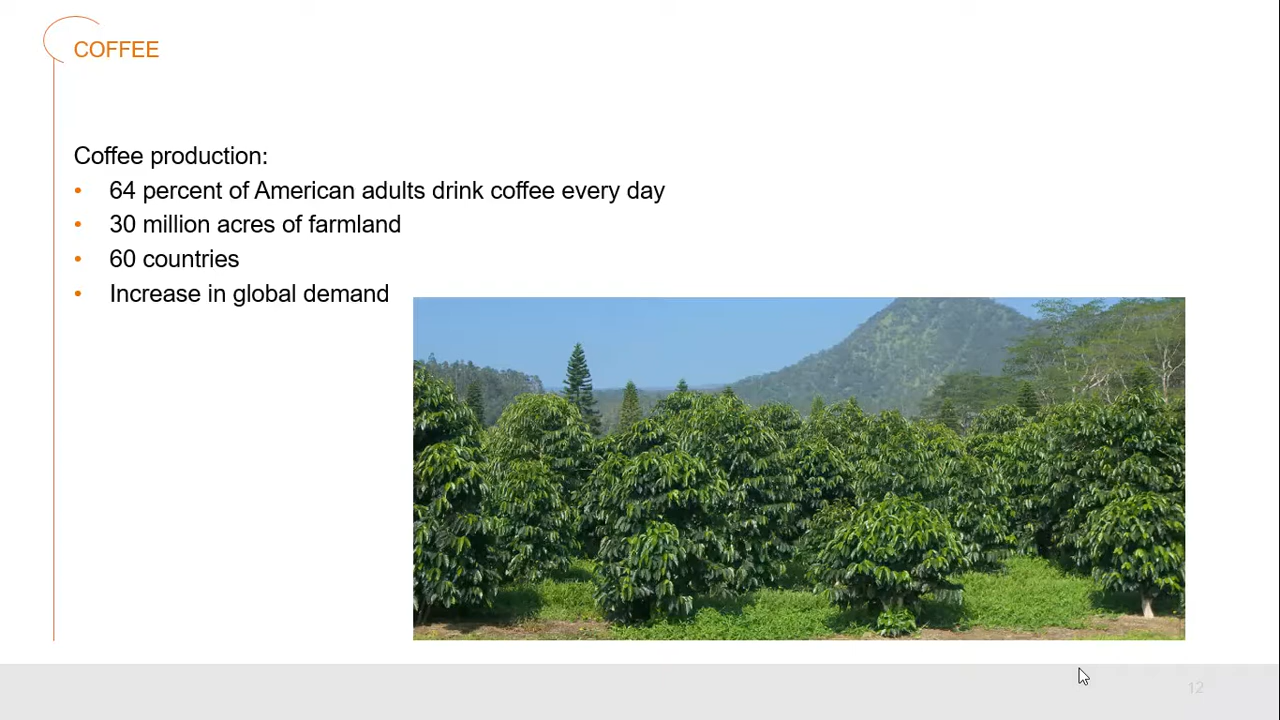 COFFEE
Coffee production:
• 64 percent of American adults drink coffee every day
• 30 million acres of farmland
• 60 countries
• Increase in global demand
12